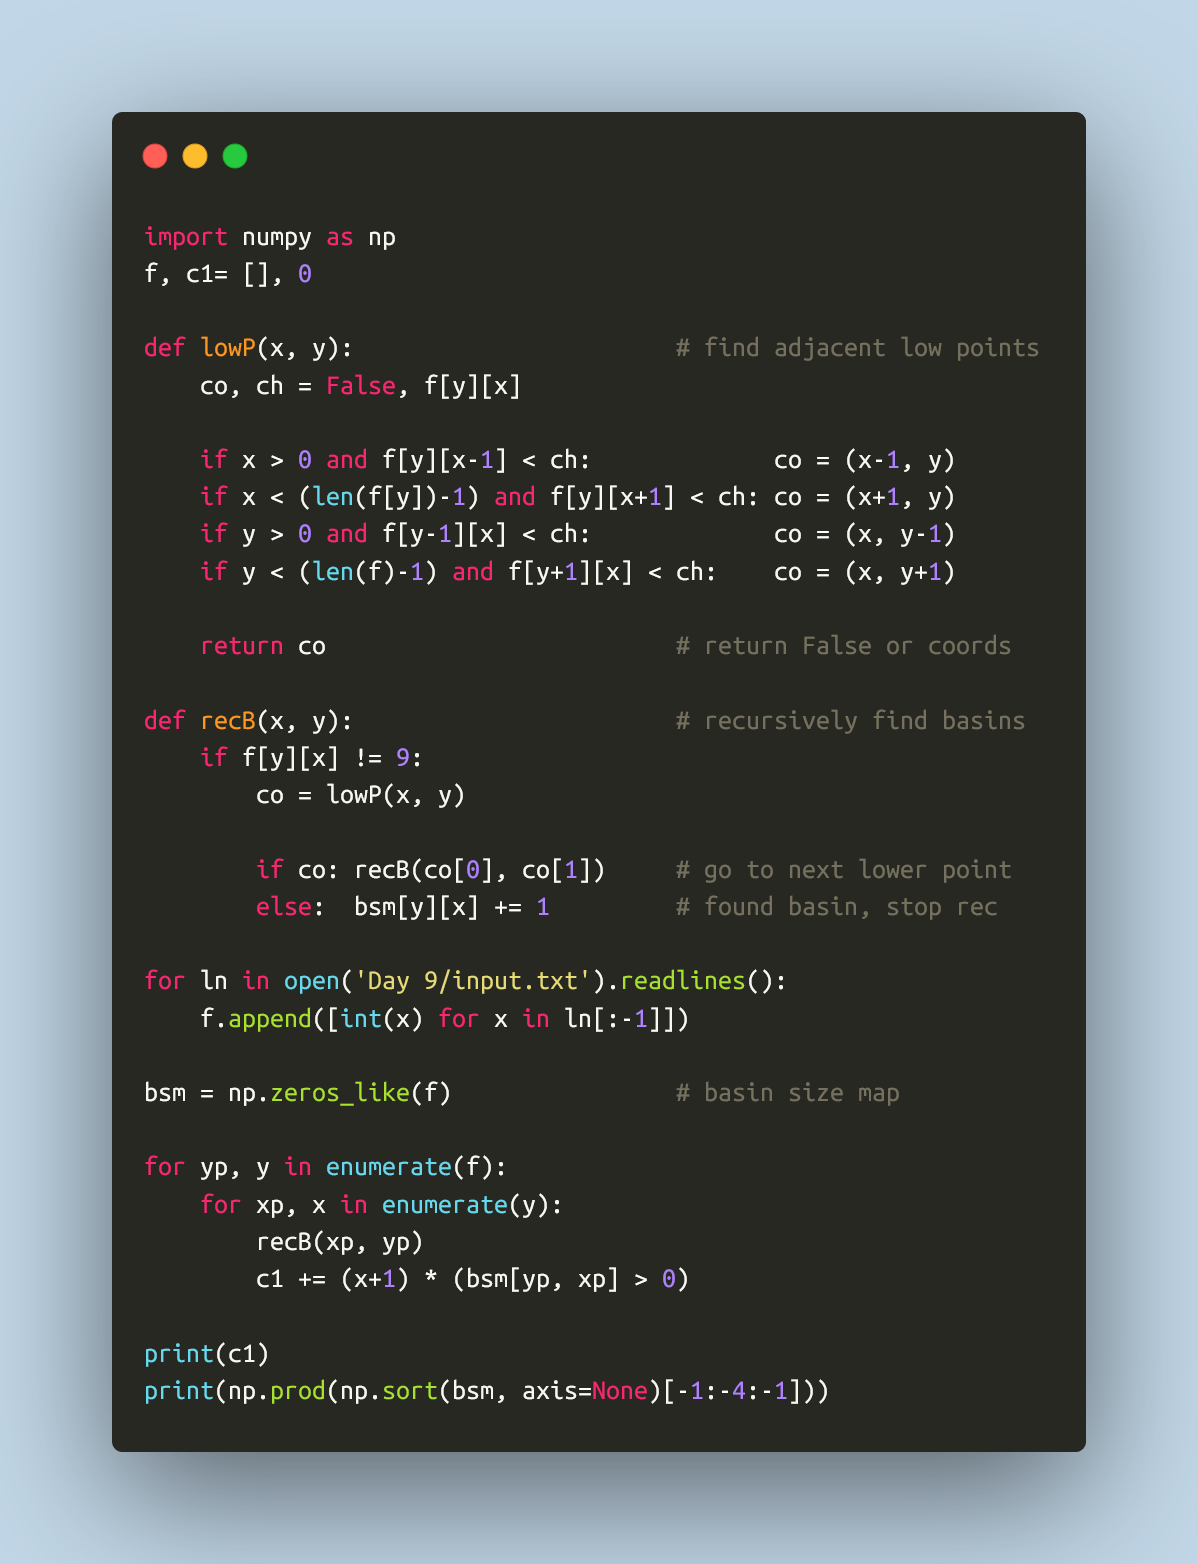 import numpy as np
f, c1= [], 0
def lowP(x, y):                       # find adjacent low points
    co, ch = False, f[y][x]
    if x > 0 and f[y][x-1] < ch:             co = (x-1, y)
    if x < (len(f[y])-1) and f[y][x+1] < ch: co = (x+1, y)
    if y > 0 and f[y-1][x] < ch:             co = (x, y-1)
    if y < (len(f)-1) and f[y+1][x] < ch:    co = (x, y+1)
    return co                         # return False or coords
def recB(x, y):                       # recursively find basins
    if f[y][x] != 9:
        co = lowP(x, y)
        if co: recB(co[0], co[1])     # go to next lower point
        else:  bsm[y][x] += 1         # found basin, stop rec
for ln in open('Day 9/input.txt').readlines():
    f.append([int(x) for x in ln[:-1]])
bsm = np.zeros_like(f)                # basin size map
for yp, y in enumerate(f):
    for xp, x in enumerate(y):
        recB(xp, yp)
        c1 += (x+1) * (bsm[yp, xp] > 0)
print(c1)
print(np.prod(np.sort(bsm, axis=None)[-1:-4:-1]))